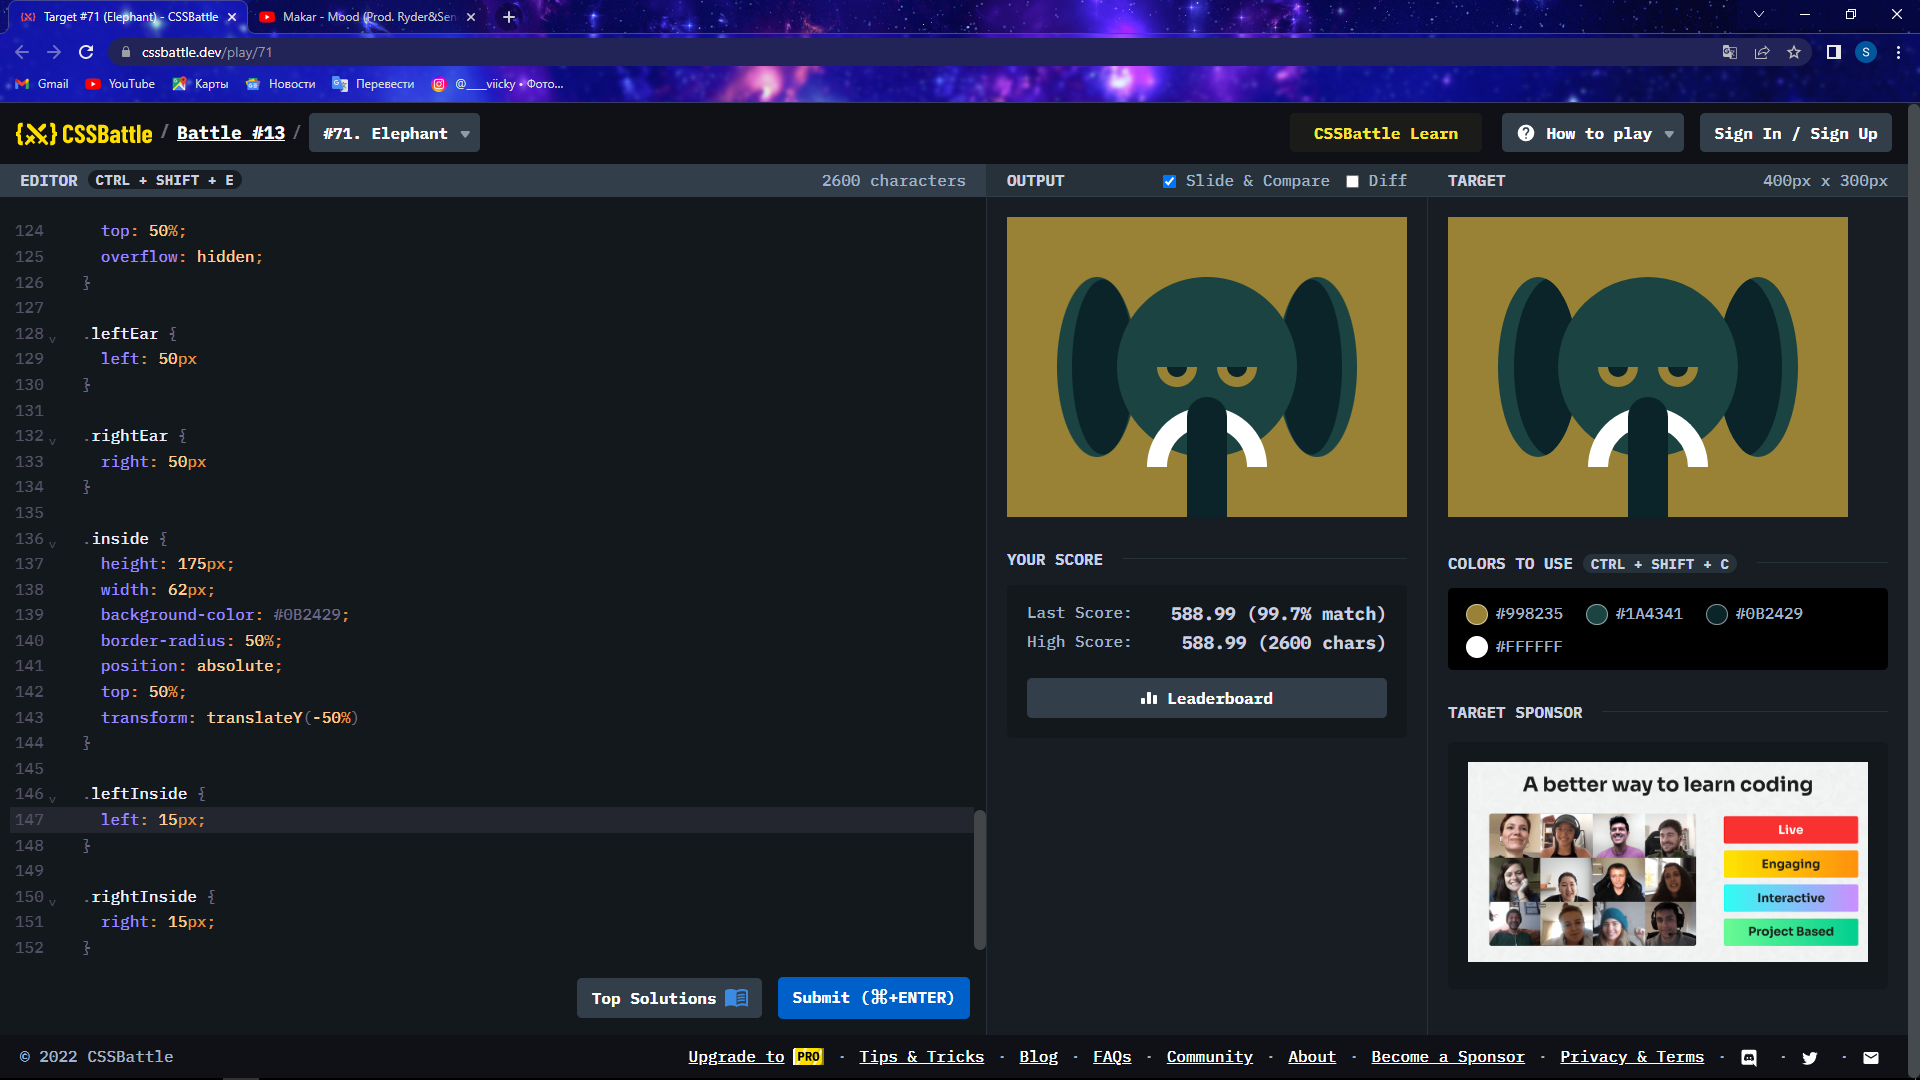 Target #71 (Elephant) - CSSBattle
Makar - Mood (Prod. Ryder&Sen
cssbattle.dev/play/71
S
Gmail
YouTube
Карты
Новости
Перевести
@____viicky • Фото...
CSSBattle / Battle #13 / #71. Elephant
CSSBattle Learn
How to play
Sign In / Sign Up
EDITOR CTRL + SHIFT + E
2600 characters
OUTPUT
Slide & Compare
Diff
TARGET
400px x 300px
124 top: 50%;
125 overflow: hidden;
126 }
127
128 .leftEar {
129 left: 50px
130 }
131
132 .rightEar {
133 right: 50px
134 }
135
136 .inside {
137 height: 175px;
138 width: 62px;
139 background-color: #0B2429;
140 border-radius: 50%;
141 position: absolute;
142 top: 50%;
143 transform: translateY(-50%)
144 }
145
146 .leftInside {
147 left: 15px;
148 }
149
150 .rightInside {
151 right: 15px;
152 }
Top Solutions
Submit (⌘+ENTER)
YOUR SCORE
Last Score: 588.99 (99.7% match)
High Score: 588.99 (2600 chars)
Leaderboard
COLORS TO USE CTRL + SHIFT + C
#998235 #1A4341 #0B2429
#FFFFFF
TARGET SPONSOR
A better way to learn coding
Live
Engaging
Interactive
Project Based
© 2022 CSSBattle
Upgrade to PRO · Tips & Tricks · Blog · FAQs · Community · About · Become a Sponsor · Privacy & Terms ·